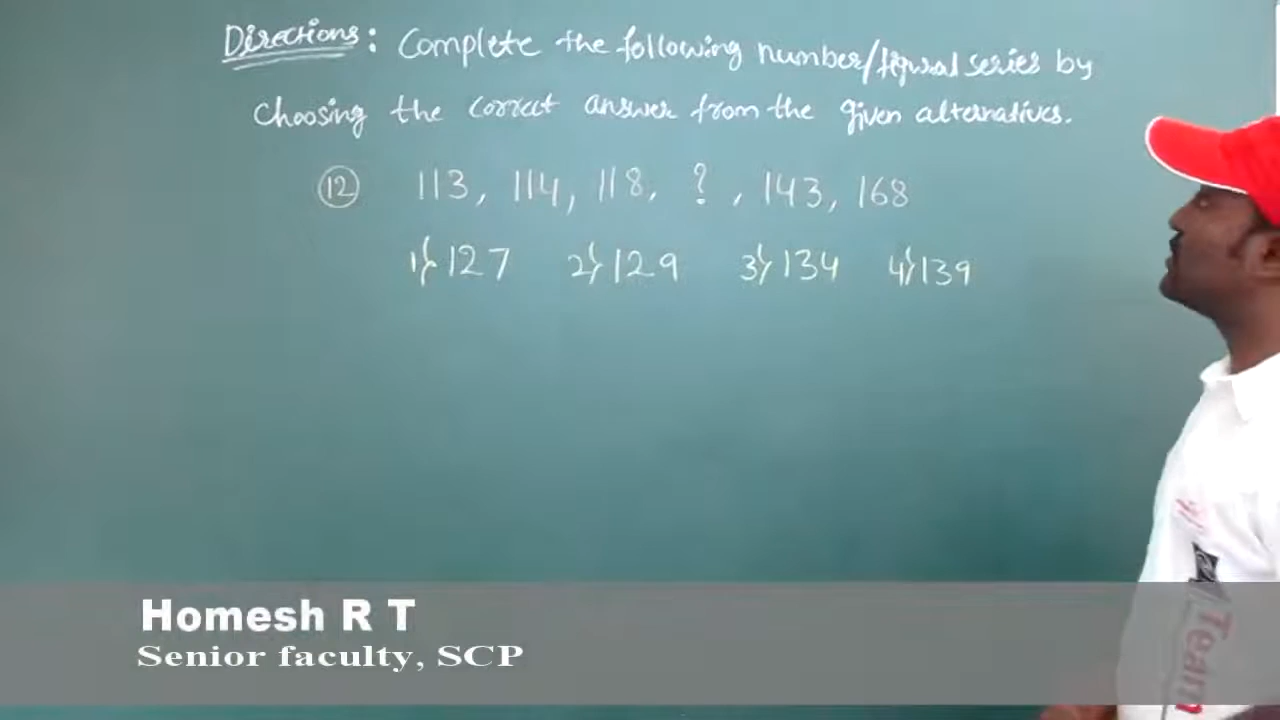 Directions: Complete the following number/figural series by
choosing the correct answer from the given alternatives.
12 113, 114, 118, ?, 143, 168
1) 127 2) 129 3) 134 4) 139
Homesh R T
Senior faculty, SCP
Team